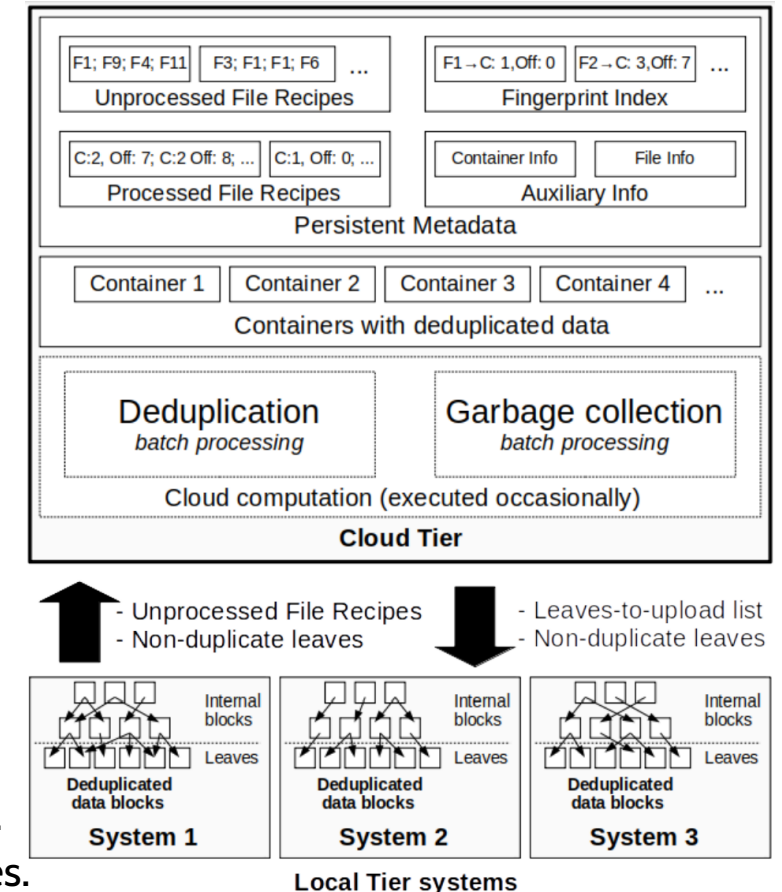 F1; F9; F4; F11
F3; F1; F1; F6
...
Unprocessed File Recipes
F1→C: 1,Off: 0
F2→C: 3,Off: 7
...
Fingerprint Index
C:2, Off: 7; C:2 Off: 8; ...
C:1, Off: 0; ...
Processed File Recipes
Container Info
File Info
Auxiliary Info
Persistent Metadata
Container 1
Container 2
Container 3
Container 4
...
Containers with deduplicated data
Deduplication
batch processing
Garbage collection
batch processing
Cloud computation (executed occasionally)
Cloud Tier
- Unprocessed File Recipes
- Non-duplicate leaves
- Leaves-to-upload list
- Non-duplicate leaves
Internal
blocks
Leaves
Deduplicated
data blocks
System 1
Internal
blocks
Leaves
Deduplicated
data blocks
System 2
Internal
blocks
Leaves
Deduplicated
data blocks
System 3
es.
Local Tier systems